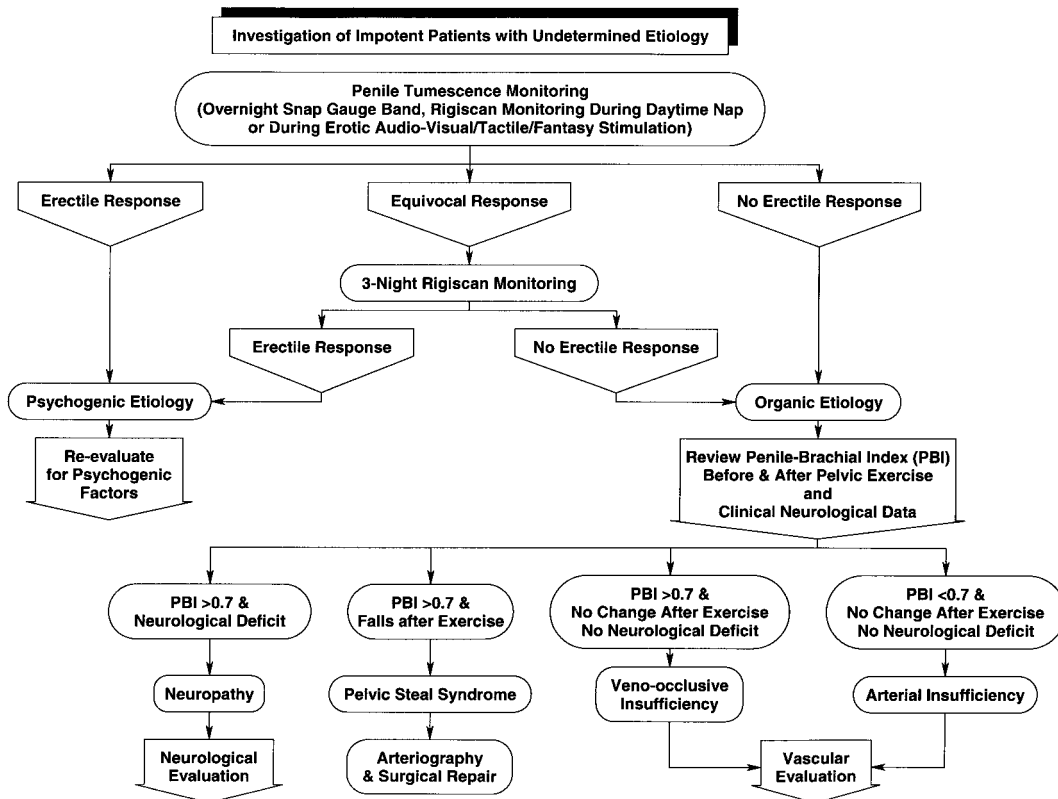 Investigation of Impotent Patients with Undetermined Etiology
Penile Tumescence Monitoring
(Overnight Snap Gauge Band, Rigiscan Monitoring During Daytime Nap
or During Erotic Audio-Visual/Tactile/Fantasy Stimulation)
Erectile Response
Equivocal Response
No Erectile Response
3-Night Rigiscan Monitoring
Erectile Response
No Erectile Response
Psychogenic Etiology
Organic Etiology
Re-evaluate
for Psychogenic
Factors
Review Penile-Brachial Index (PBI)
Before & After Pelvic Exercise
and
Clinical Neurological Data
PBI >0.7 &
Neurological Deficit
PBI >0.7 &
Falls after Exercise
PBI >0.7 &
No Change After Exercise
No Neurological Deficit
PBI <0.7 &
No Change After Exercise
No Neurological Deficit
Neuropathy
Pelvic Steal Syndrome
Veno-occlusive
Insufficiency
Arterial Insufficiency
Neurological
Evaluation
Arteriography
& Surgical Repair
Vascular
Evaluation